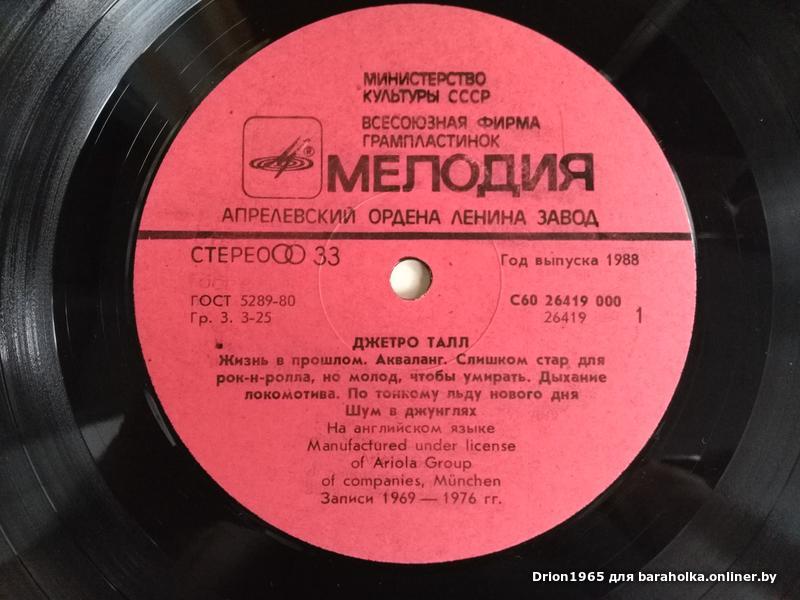 МИНИСТЕРСТВО
КУЛЬТУРЫ СССР
ВСЕСОЮЗНАЯ ФИРМА
ГРАМПЛАСТИНОК
®
МЕЛОДИЯ
АПРЕЛЕВСКИЙ ОРДЕНА ЛЕНИНА ЗАВОД
СТЕРЕО 33
Год выпуска 1988
ГОСТ 5289-80
Гр. 3. 3-25
С60 26419 000
26419
1
ДЖЕТРО ТАЛЛ
Жизнь в прошлом. Акваланг. Слишком стар для
рок-н-ролла, но молод, чтобы умирать. Дыхание
локомотива. По тонкому льду нового дня
Шум в джунглях
На английском языке
Manufactured under license
of Ariola Group
of companies, München
Записи 1969 — 1976 гг.
Drion1965 для baraholka.onliner.by